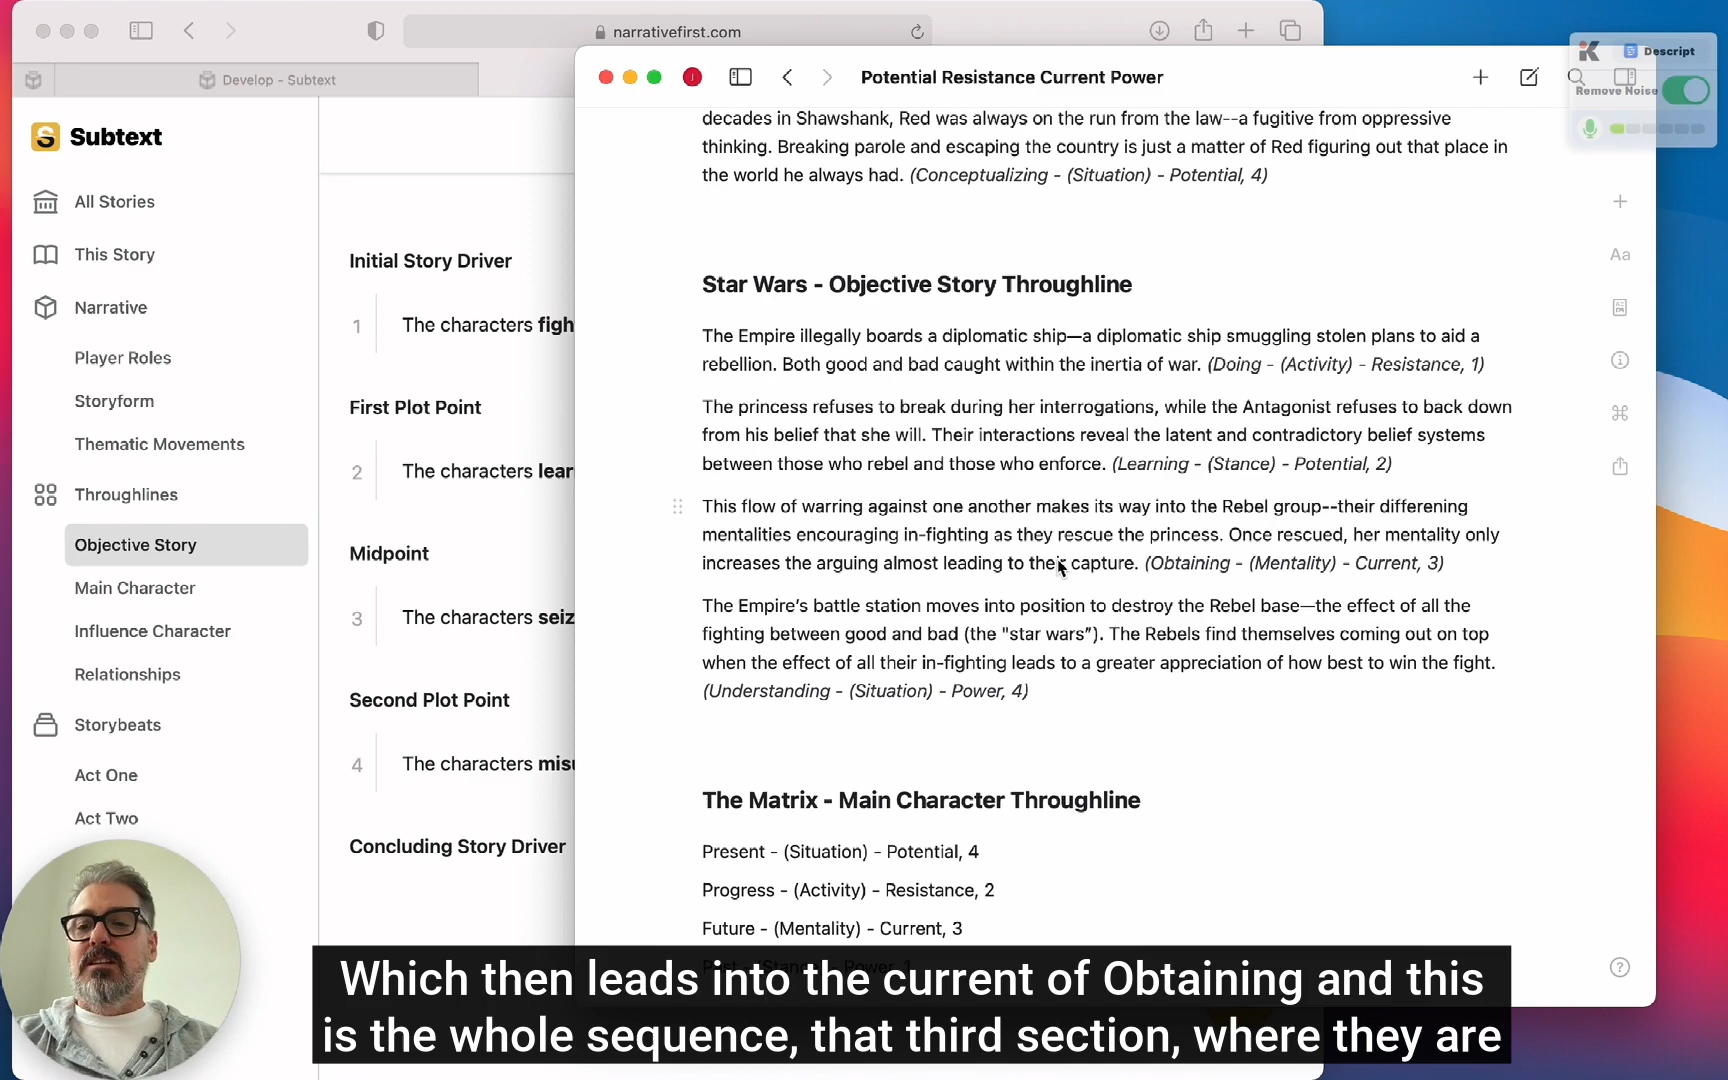 narrativefirst.com
Develop - Subtext
Subtext
All Stories
This Story
Narrative
Player Roles
Storyform
Thematic Movements
Throughlines
Objective Story
Main Character
Influence Character
Relationships
Storybeats
Act One
Act Two
Initial Story Driver
1 The characters figh
First Plot Point
2 The characters lear
Midpoint
3 The characters seiz
Second Plot Point
4 The characters misu
Concluding Story Driver
Potential Resistance Current Power
Descript
Remove Noise
decades in Shawshank, Red was always on the run from the law--a fugitive from oppressive
thinking. Breaking parole and escaping the country is just a matter of Red figuring out that place in
the world he always had. (Conceptualizing - (Situation) - Potential, 4)
Star Wars - Objective Story Throughline
The Empire illegally boards a diplomatic ship—a diplomatic ship smuggling stolen plans to aid a
rebellion. Both good and bad caught within the inertia of war. (Doing - (Activity) - Resistance, 1)
The princess refuses to break during her interrogations, while the Antagonist refuses to back down
from his belief that she will. Their interactions reveal the latent and contradictory belief systems
between those who rebel and those who enforce. (Learning - (Stance) - Potential, 2)
This flow of warring against one another makes its way into the Rebel group--their differening
mentalities encouraging in-fighting as they rescue the princess. Once rescued, her mentality only
increases the arguing almost leading to their capture. (Obtaining - (Mentality) - Current, 3)
The Empire's battle station moves into position to destroy the Rebel base—the effect of all the
fighting between good and bad (the "star wars”). The Rebels find themselves coming out on top
when the effect of all their in-fighting leads to a greater appreciation of how best to win the fight.
(Understanding - (Situation) - Power, 4)
The Matrix - Main Character Throughline
Present - (Situation) - Potential, 4
Progress - (Activity) - Resistance, 2
Future - (Mentality) - Current, 3
Past - (Stance) - Power, 1
Aa
Which then leads into the current of Obtaining and this
is the whole sequence, that third section, where they are